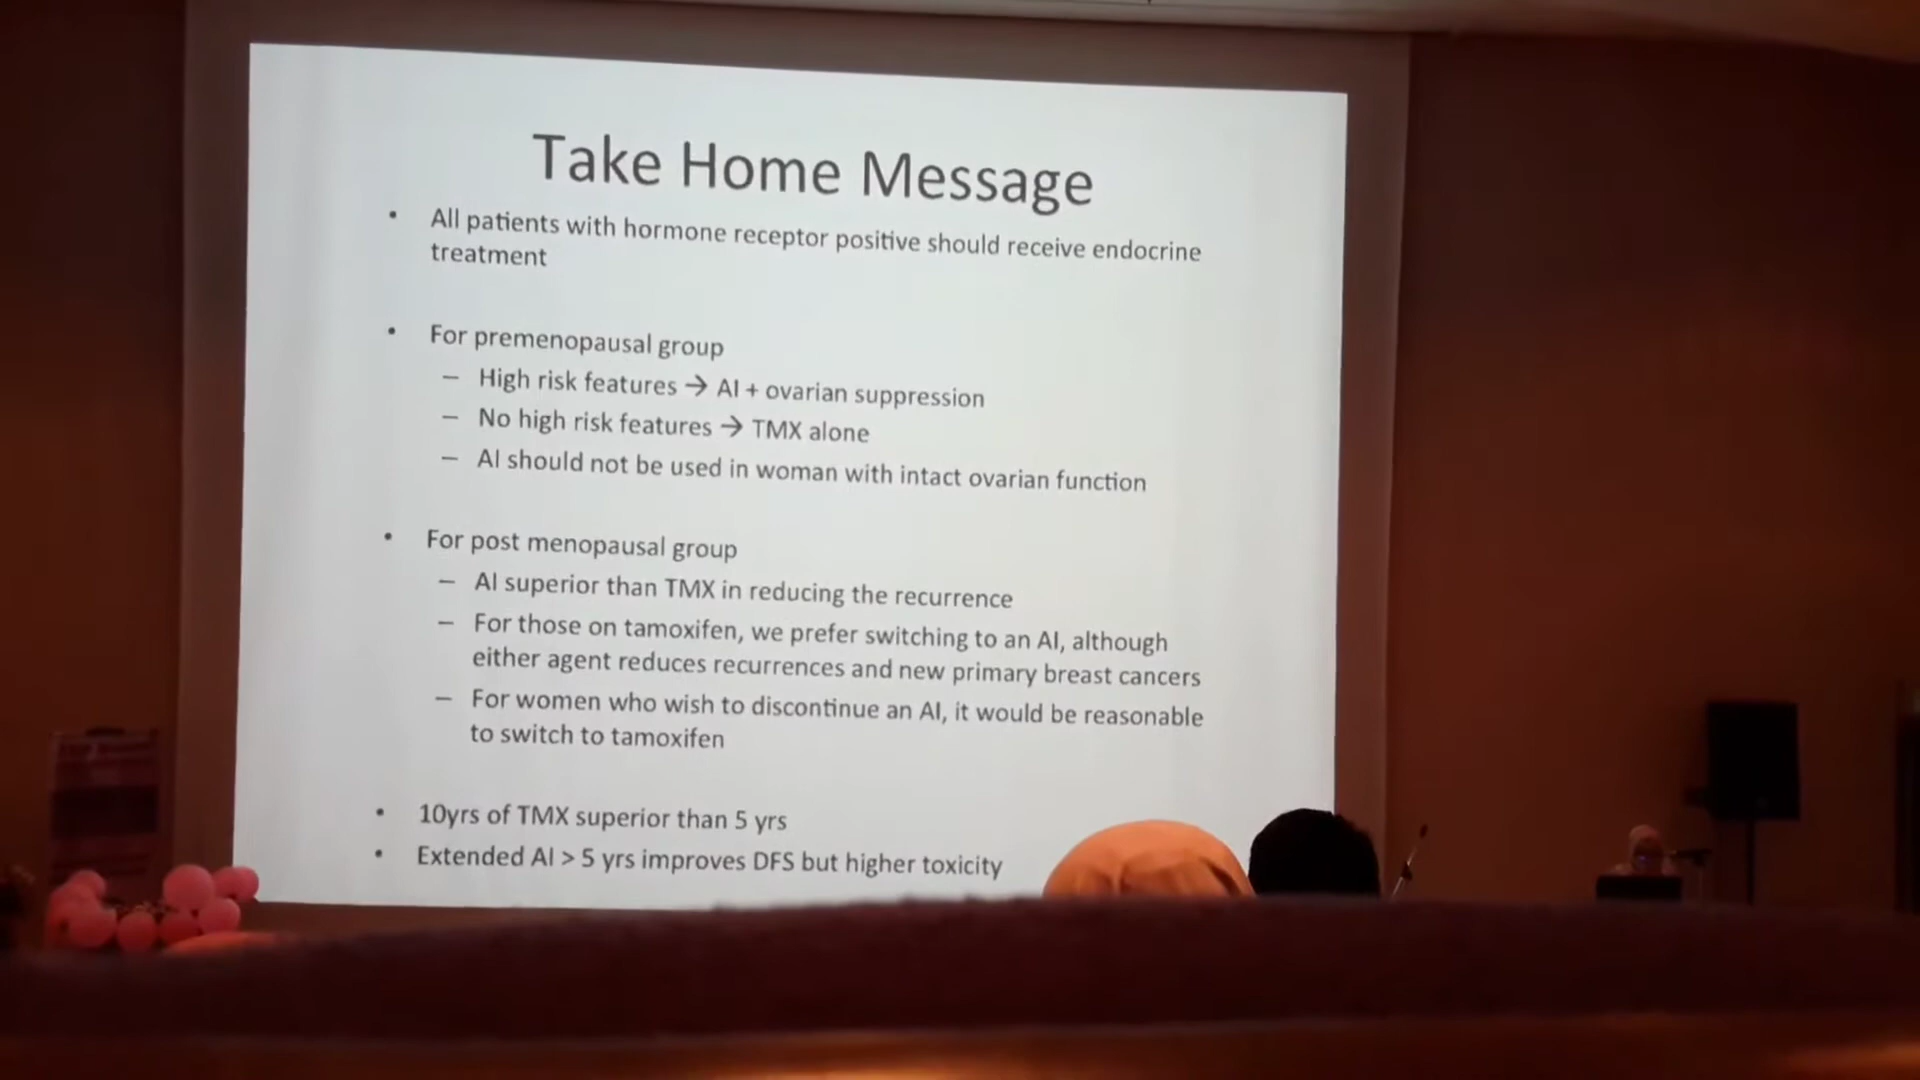 Take Home Message
• All patients with hormone receptor positive should receive endocrine
treatment
• For premenopausal group
– High risk features → AI + ovarian suppression
– No high risk features → TMX alone
– AI should not be used in woman with intact ovarian function
• For post menopausal group
– AI superior than TMX in reducing the recurrence
– For those on tamoxifen, we prefer switching to an AI, although
either agent reduces recurrences and new primary breast cancers
– For women who wish to discontinue an AI, it would be reasonable
to switch to tamoxifen
• 10yrs of TMX superior than 5 yrs
• Extended AI > 5 yrs improves DFS but higher toxicity